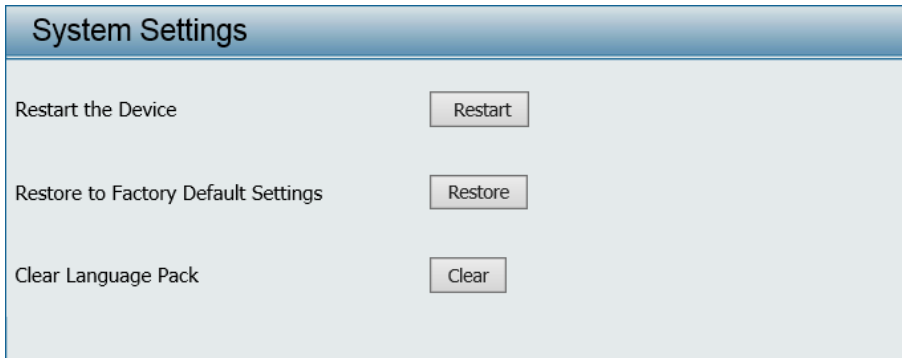 System Settings
Restart the Device Restart
Restore to Factory Default Settings Restore
Clear Language Pack Clear